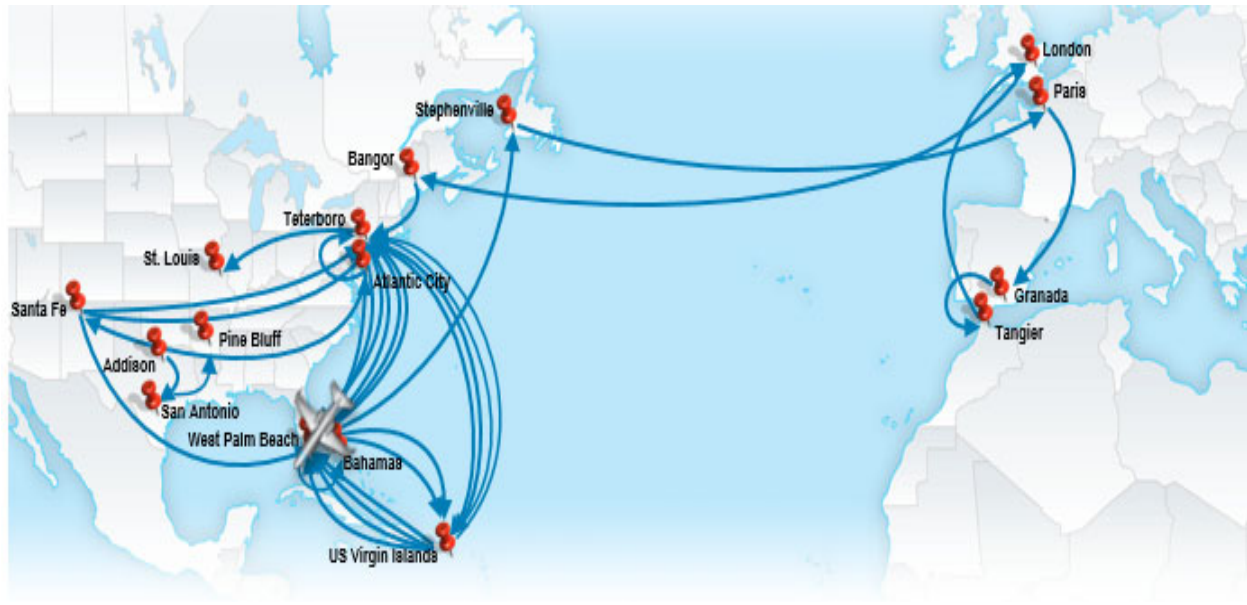 London
Paris
Stephenville
Bangor
Teterboro
St. Louis
Atlantic City
Santa Fe
Granada
Pine Bluff
Tangier
Addison
San Antonio
West Palm Beach
Bahamas
US Virgin Islands